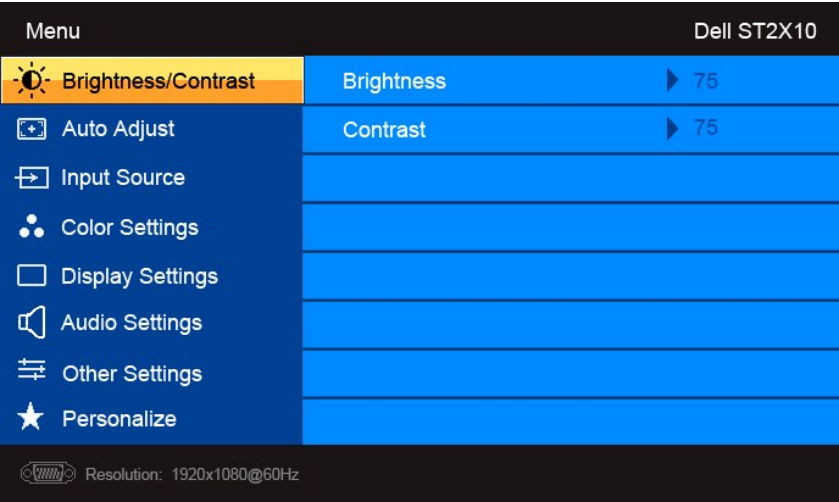 Menu Dell ST2X10
Brightness/Contrast Brightness 75
Auto Adjust Contrast 75
Input Source
Color Settings
Display Settings
Audio Settings
Other Settings
Personalize
Resolution: 1920x1080@60Hz